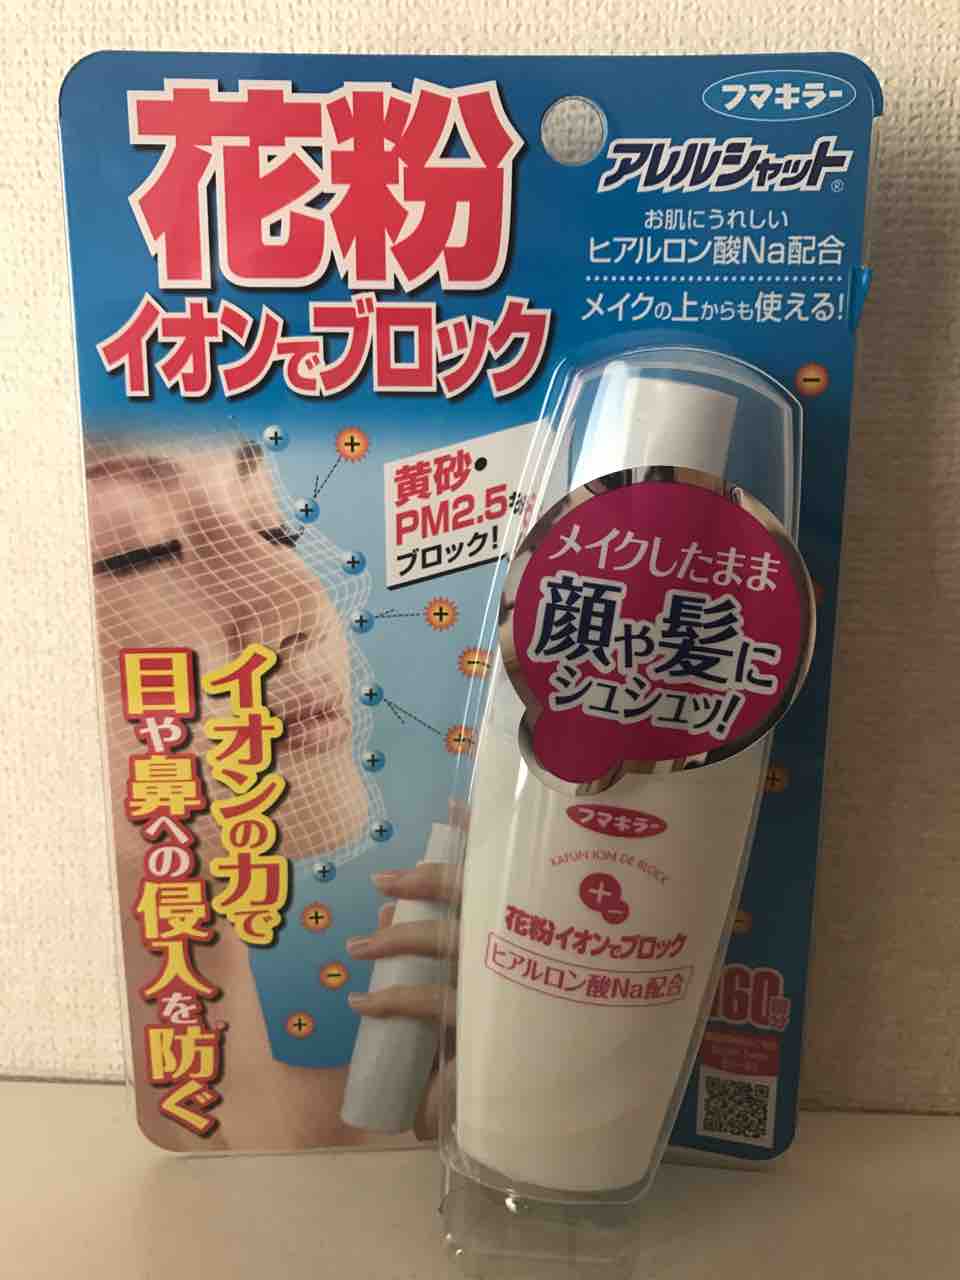 花粉
イオンでブロック
フマキラー
アレルシャット®
お肌にうれしい
ヒアルロン酸Na配合
メイクの上からも使える!
黄砂・
PM2.5も
ブロック!
メイクしたまま
顔や髪に
シュシュッ!
イオンの力で
目や鼻への侵入を防ぐ
フマキラー
KAFUN ION DE BLOCK
花粉イオンでブロック
ヒアルロン酸Na配合
160